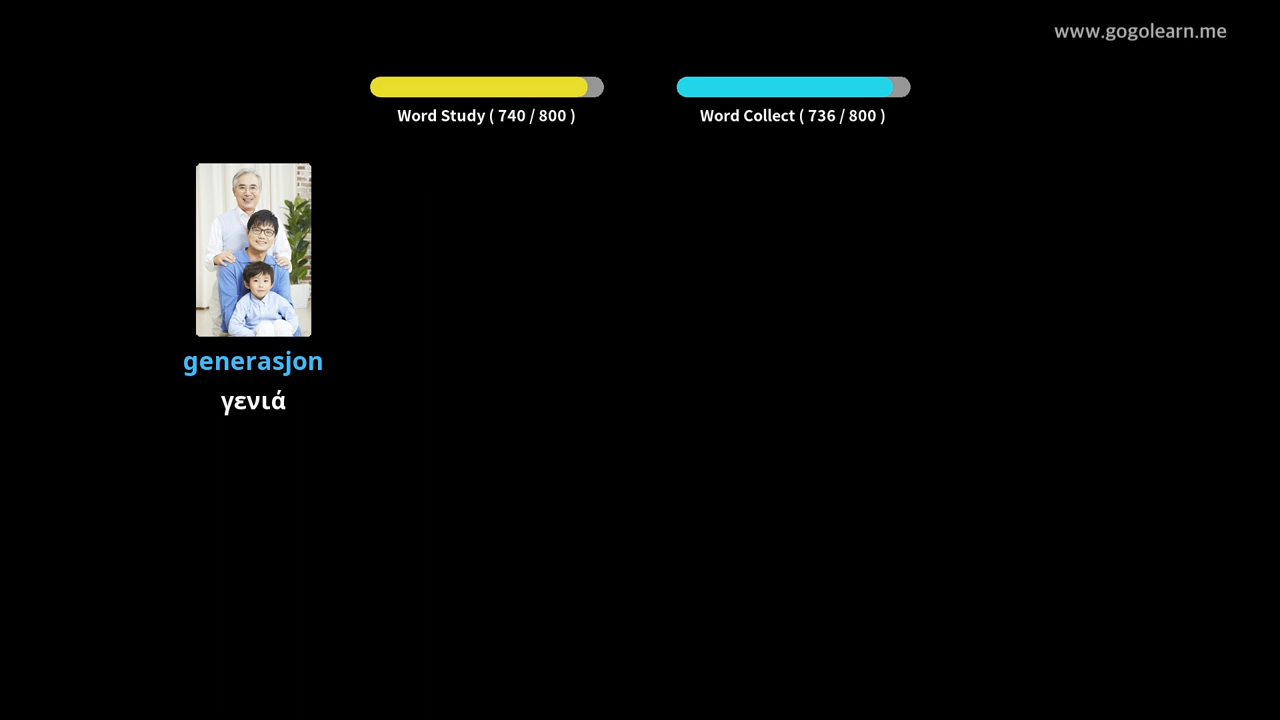 www.gogolearn.me
Word Study ( 740 / 800 )
Word Collect ( 736 / 800 )
generasjon
γενιά